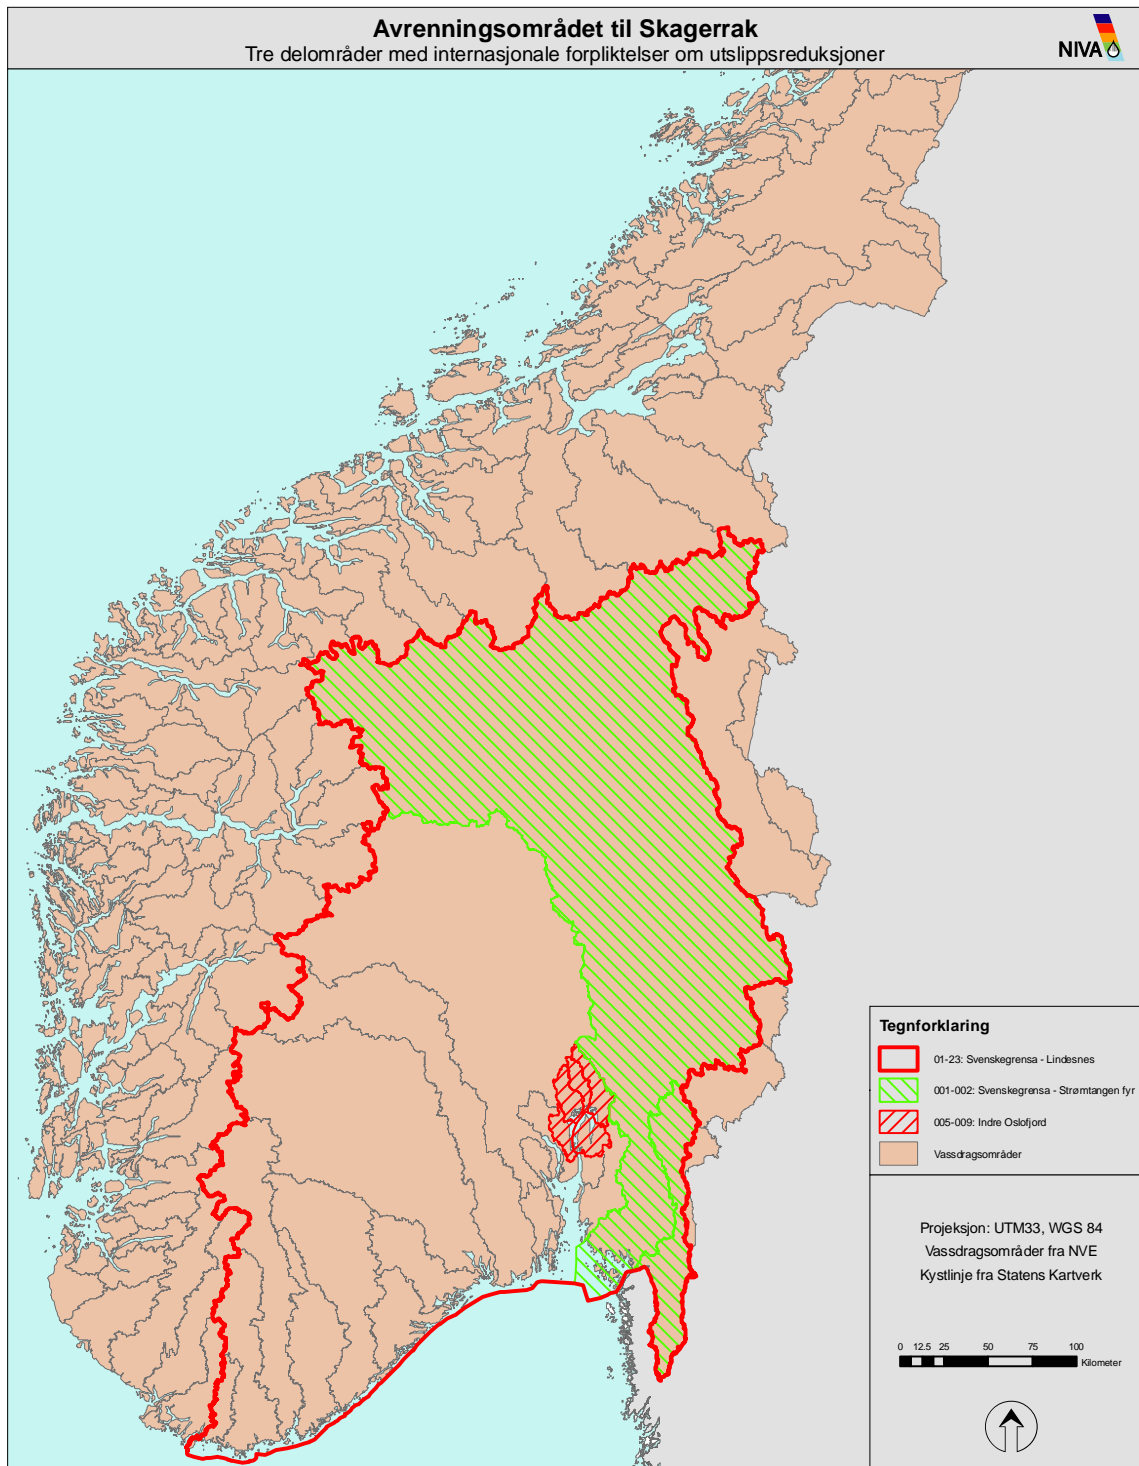 Avrenningsområdet til Skagerrak
Tre delområder med internasjonale forpliktelser om utslippsreduksjoner
NIVA
Tegnforklaring
01-23: Svenskegrensa - Lindesnes
001-002: Svenskegrensa - Strømtangen fyr
005-009: Indre Oslofjord
Vassdragsområder
Projeksjon: UTM33, WGS 84
Vassdragsområder fra NVE
Kystlinje fra Statens Kartverk
0 12.5 25 50 75 100
Kilometer